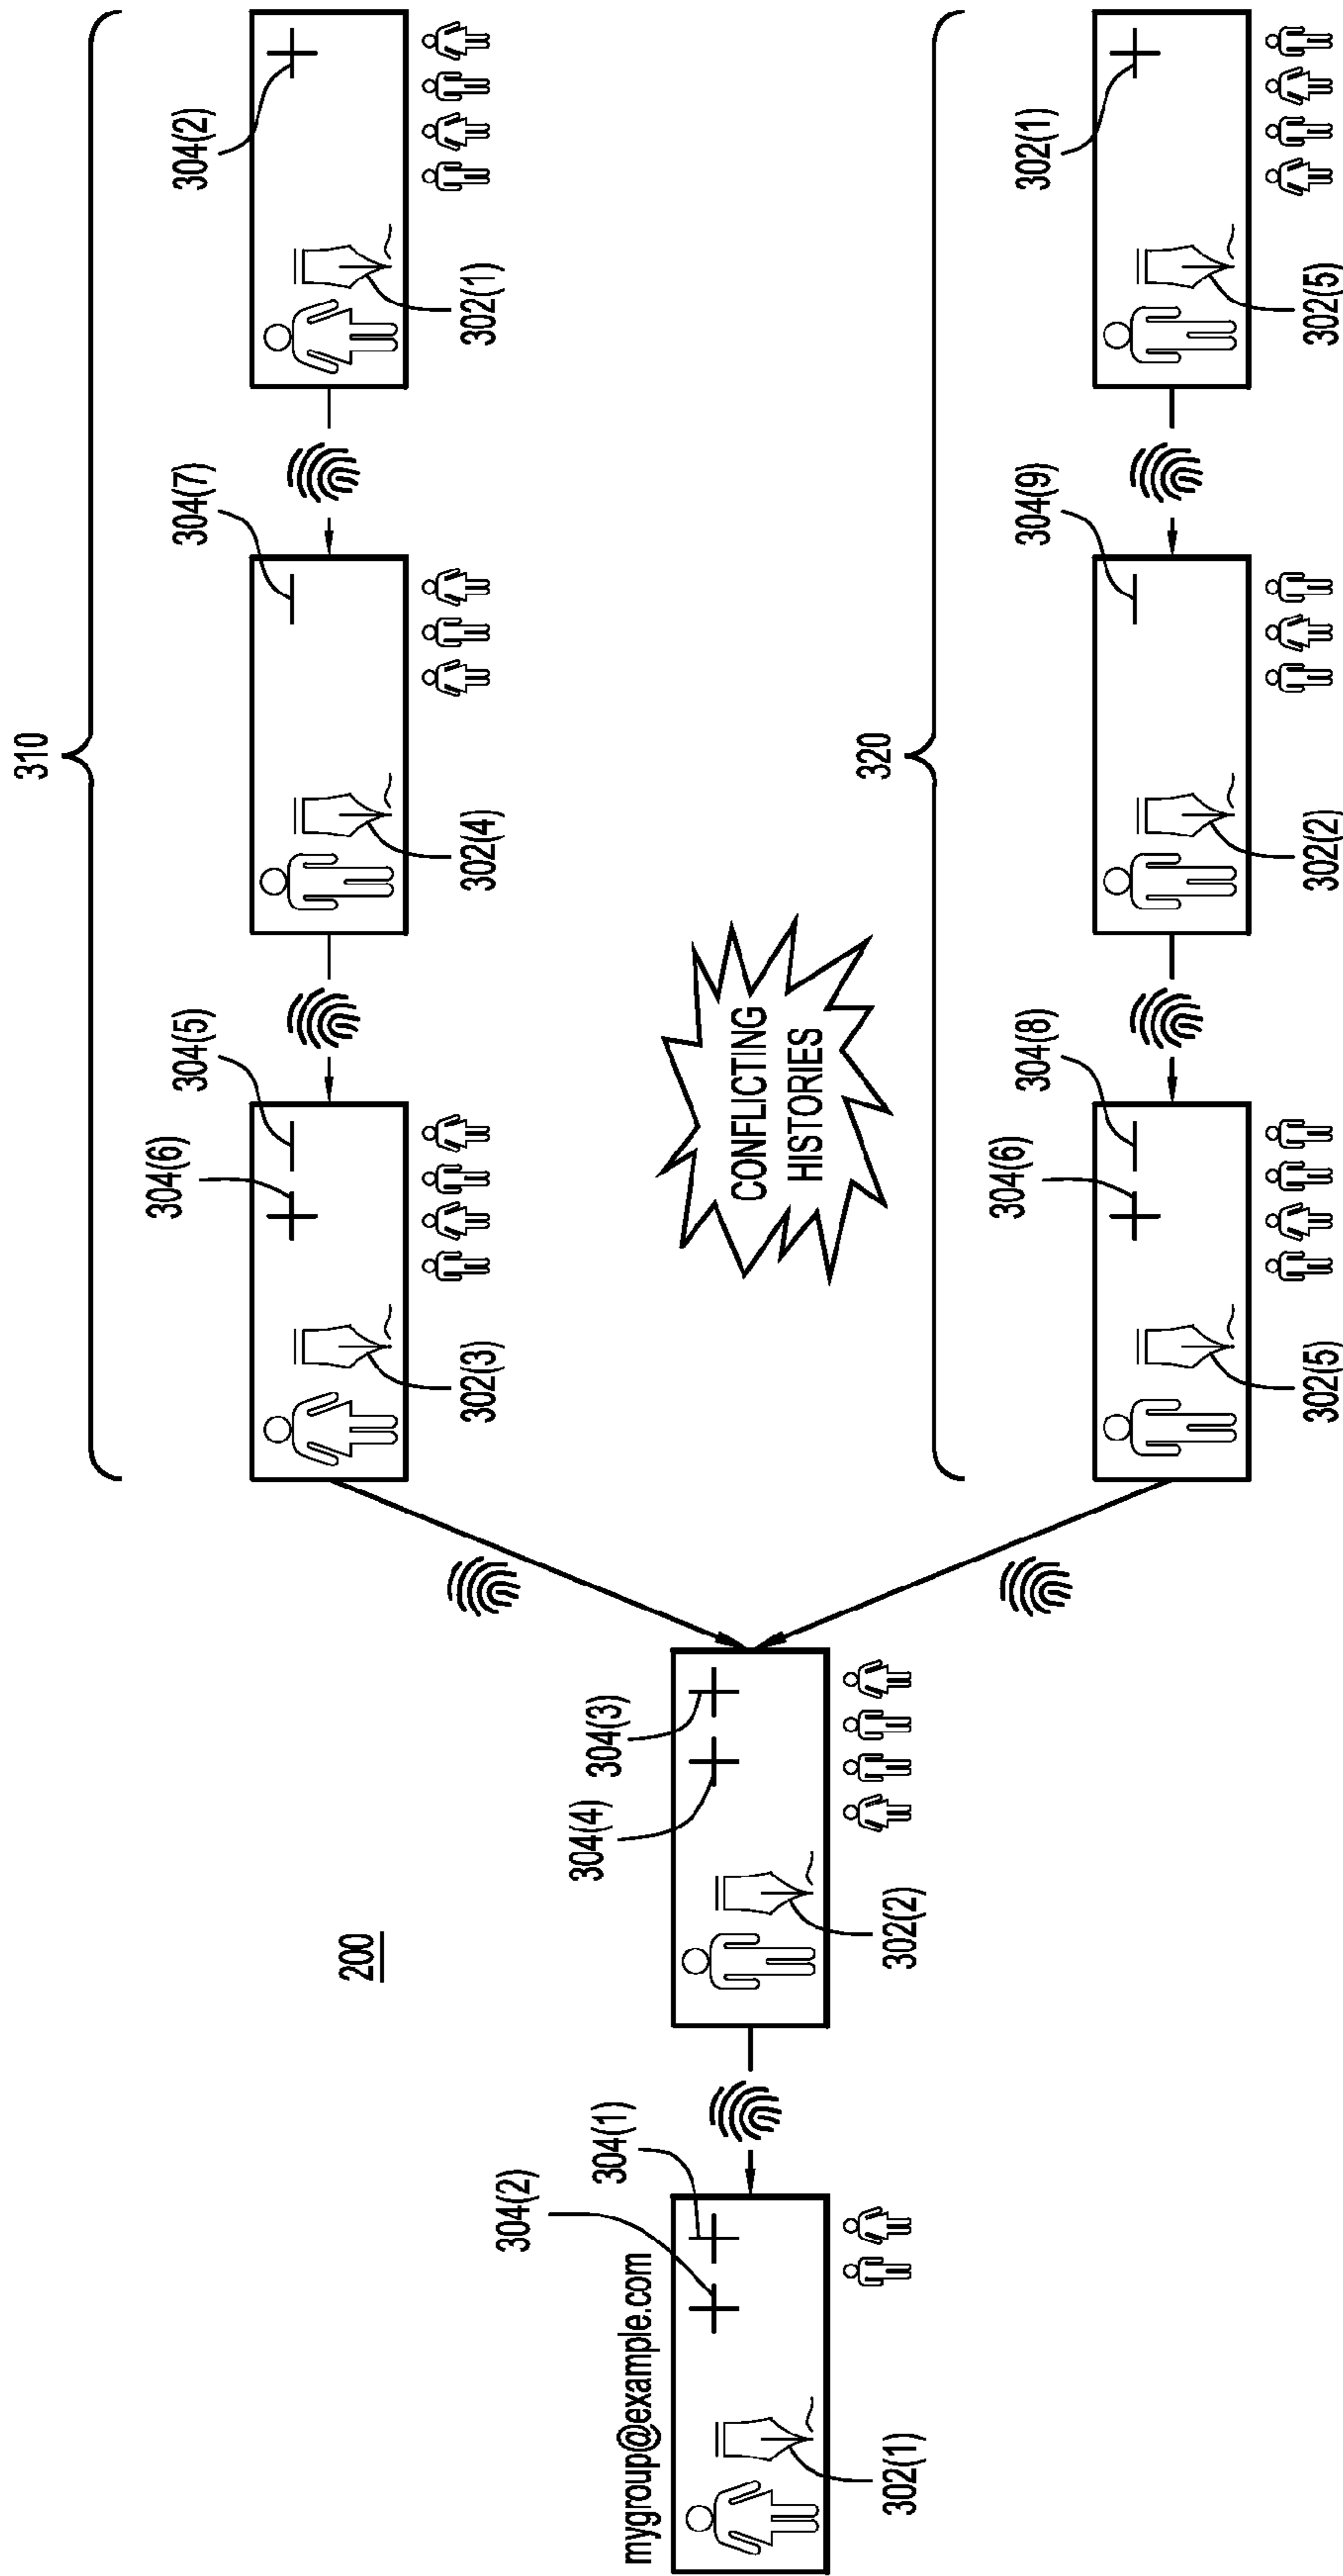 310
304(6) 304(5) 304(7) 304(2)
200
302(3) 302(4) 302(1)
304(2) 304(1) 304(4) 304(3)
mygroup@example.com
CONFLICTING
HISTORIES
320
302(1) 302(2)
304(6) 304(8) 304(9) 302(1)
302(5) 302(2) 302(5)